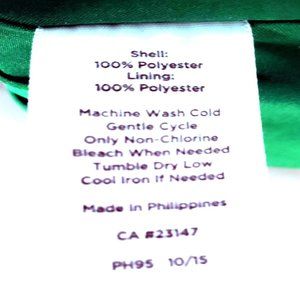 Shell:
100% Polyester
Lining:
100% Polyester
Machine Wash Cold
Gentle Cycle
Only Non-Chlorine
Bleach When Needed
Tumble Dry Low
Cool Iron If Needed
Made in Philippines
CA #23147
PH95 10/15